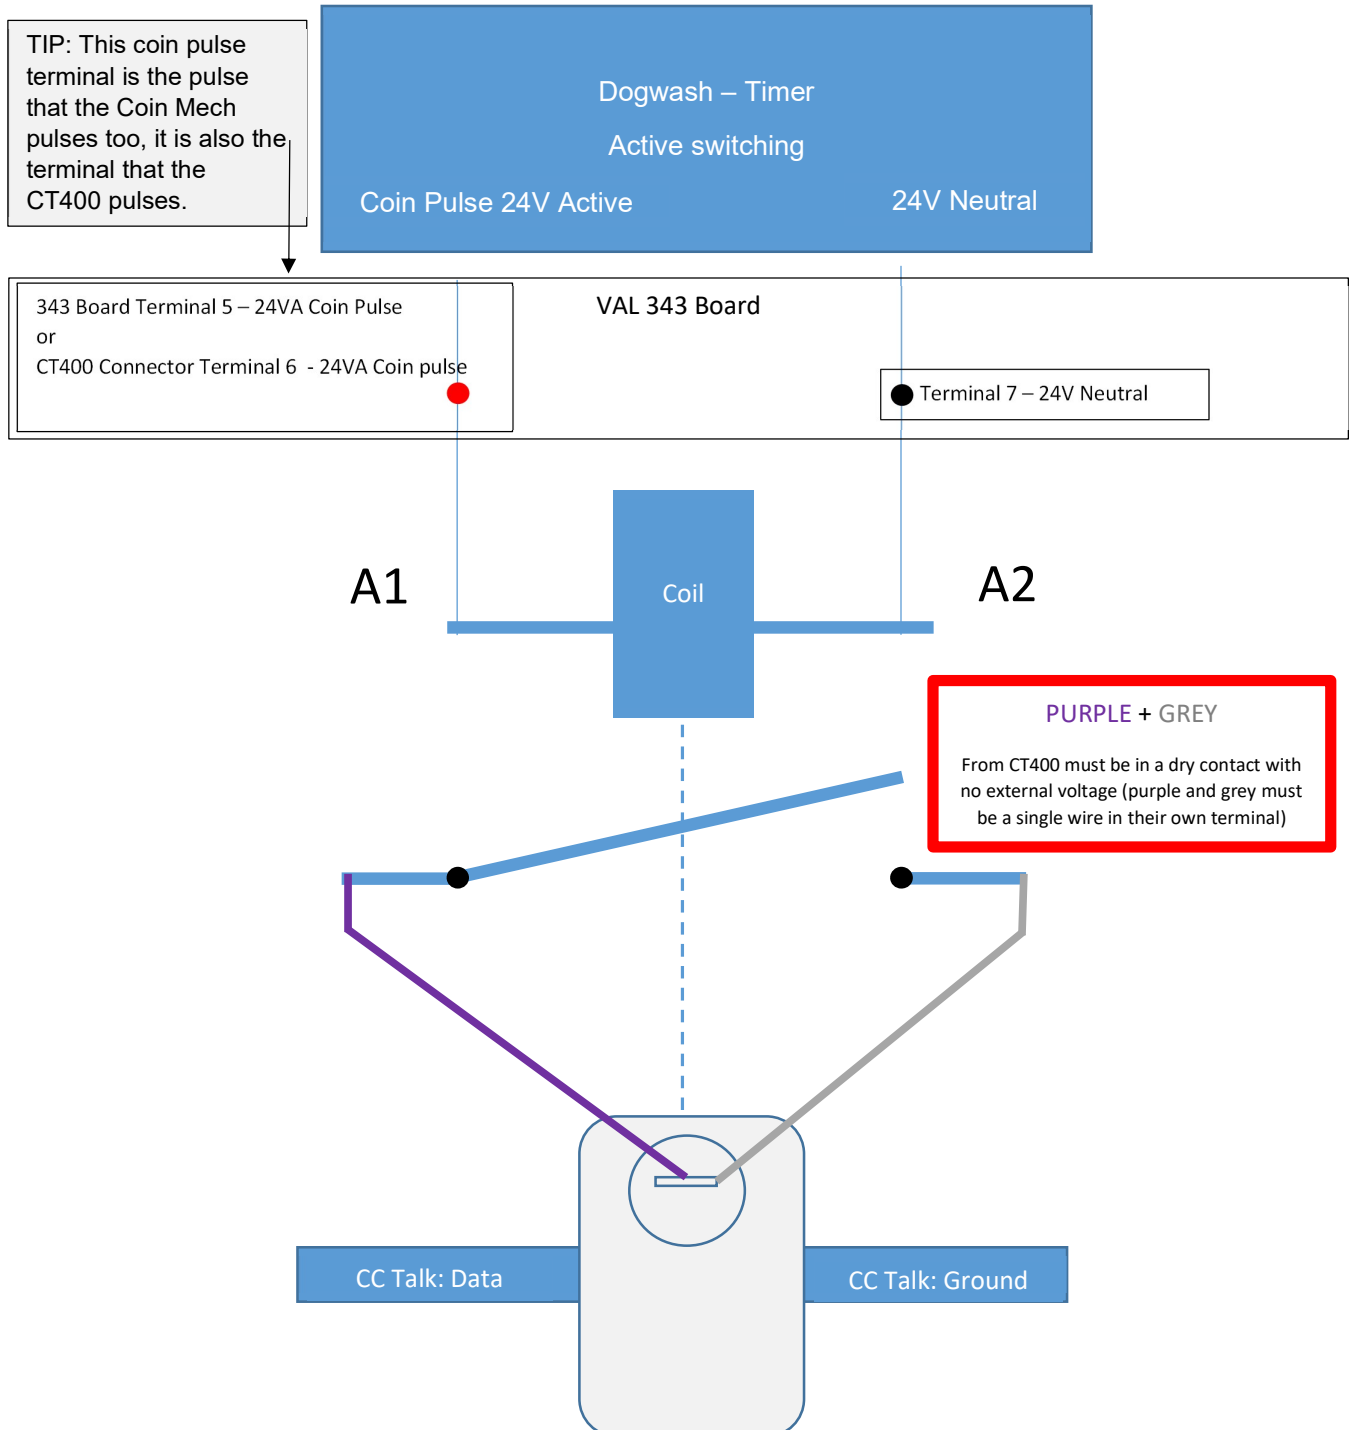 TIP: This coin pulse
terminal is the pulse
that the Coin Mech
pulses too, it is also the
terminal that the
CT400 pulses.
Dogwash – Timer
Active switching
Coin Pulse 24V Active
24V Neutral
343 Board Terminal 5 – 24VA Coin Pulse
or
CT400 Connector Terminal 6  - 24VA Coin pulse
VAL 343 Board
Terminal 7 – 24V Neutral
A1
Coil
A2
PURPLE + GREY
From CT400 must be in a dry contact with
no external voltage (purple and grey must
be a single wire in their own terminal)
CC Talk: Data
CC Talk: Ground